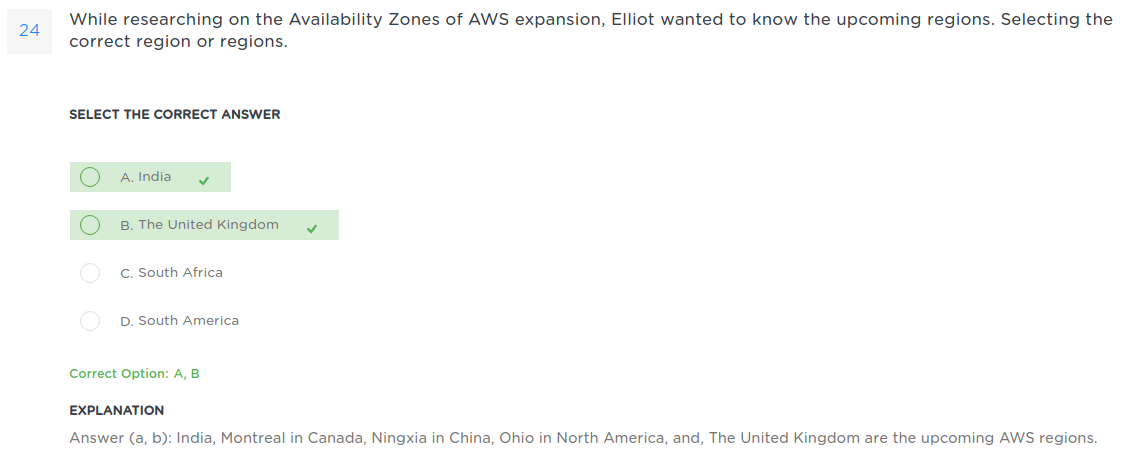 24
While researching on the Availability Zones of AWS expansion, Elliot wanted to know the upcoming regions. Selecting the
correct region or regions.
SELECT THE CORRECT ANSWER
A. India
B. The United Kingdom
C. South Africa
D. South America
Correct Option: A, B
EXPLANATION
Answer (a, b): India, Montreal in Canada, Ningxia in China, Ohio in North America, and, The United Kingdom are the upcoming AWS regions.